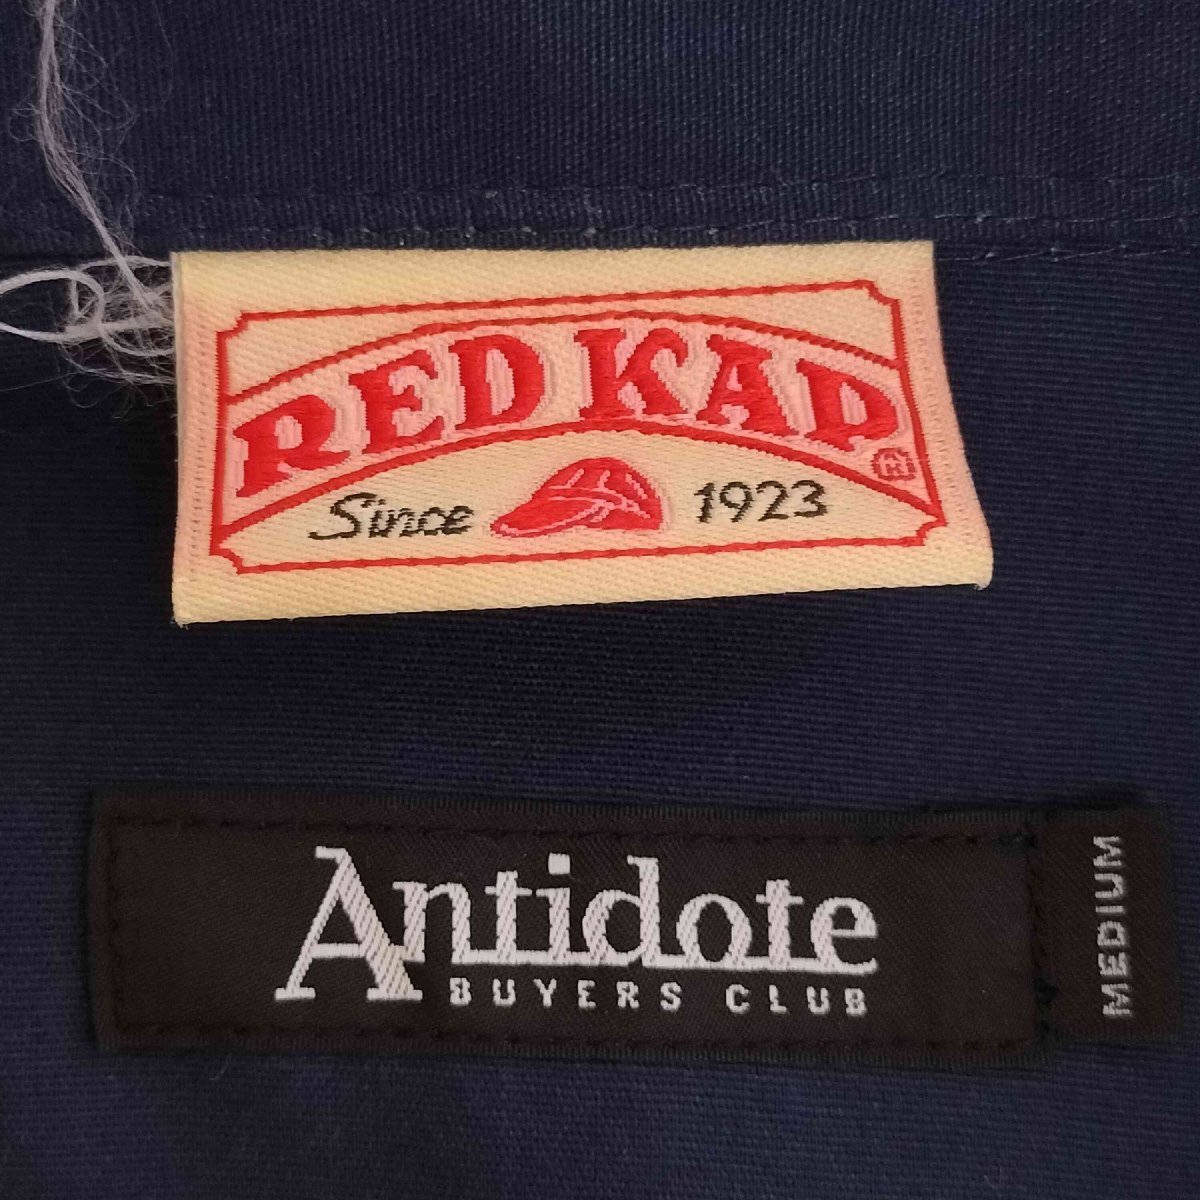 RED KAP ®
Since 1923
Antidote
BUYERS CLUB
MEDIUM